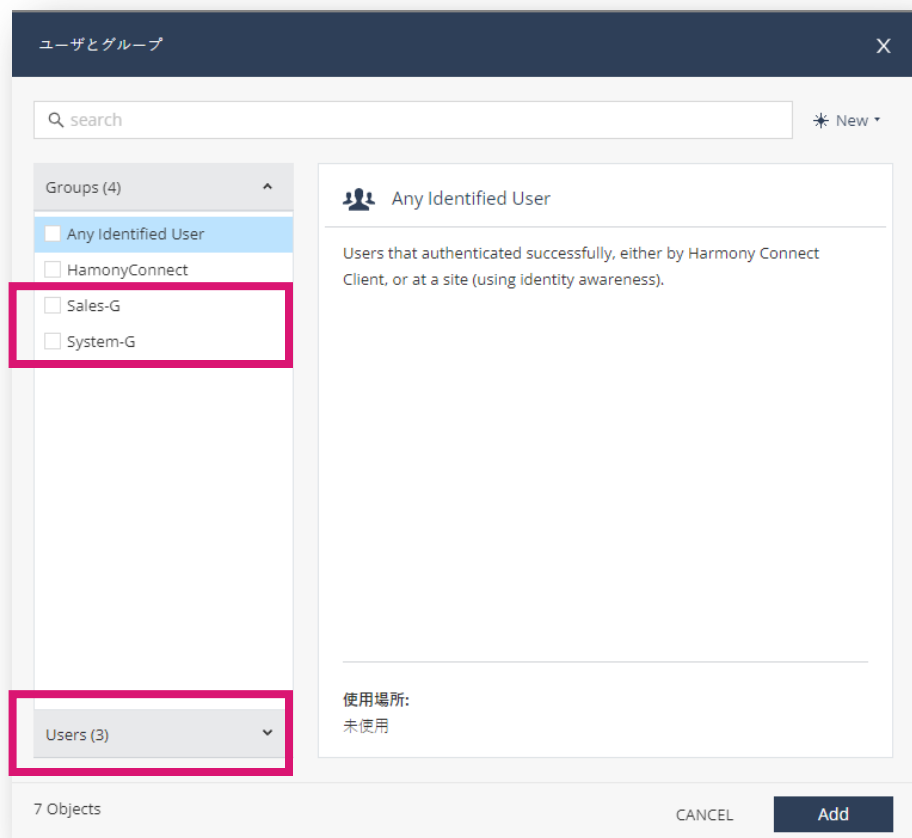 ユーザとグループ
X
search
New
Groups (4)
Any Identified User
HamonyConnect
Sales-G
System-G
Any Identified User
Users that authenticated successfully, either by Harmony Connect
Client, or at a site (using identity awareness).
使用場所:
未使用
Users (3)
7 Objects
CANCEL
Add